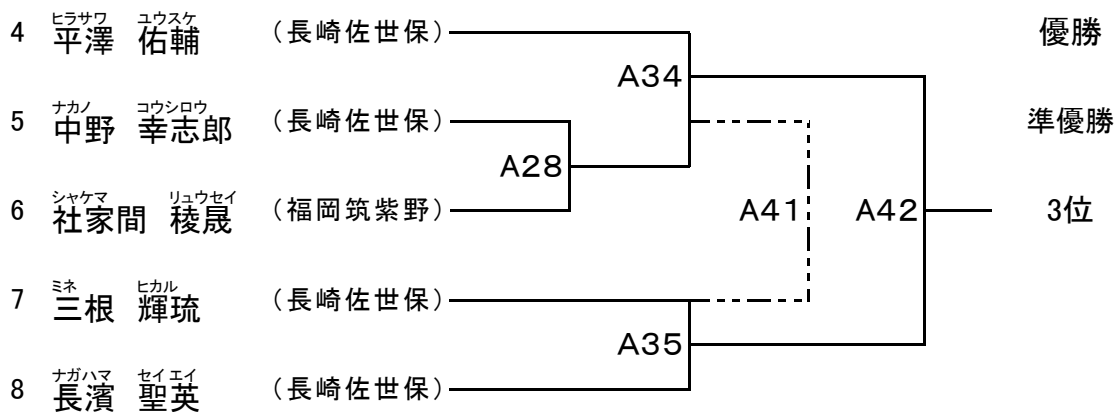 ヒラサワ ユウスケ
4 平澤 佑輔 （長崎佐世保） 優勝
A34
ナカノ コウシロウ
5 中野 幸志郎 （長崎佐世保） 準優勝
A28
シャケマ リュウセイ
6 社家間 稜晟 （福岡筑紫野） A41 A42 3位
ミネ ヒカル
7 三根 輝琉 （長崎佐世保）
A35
ナガハマ セイエイ
8 長濱 聖英 （長崎佐世保）